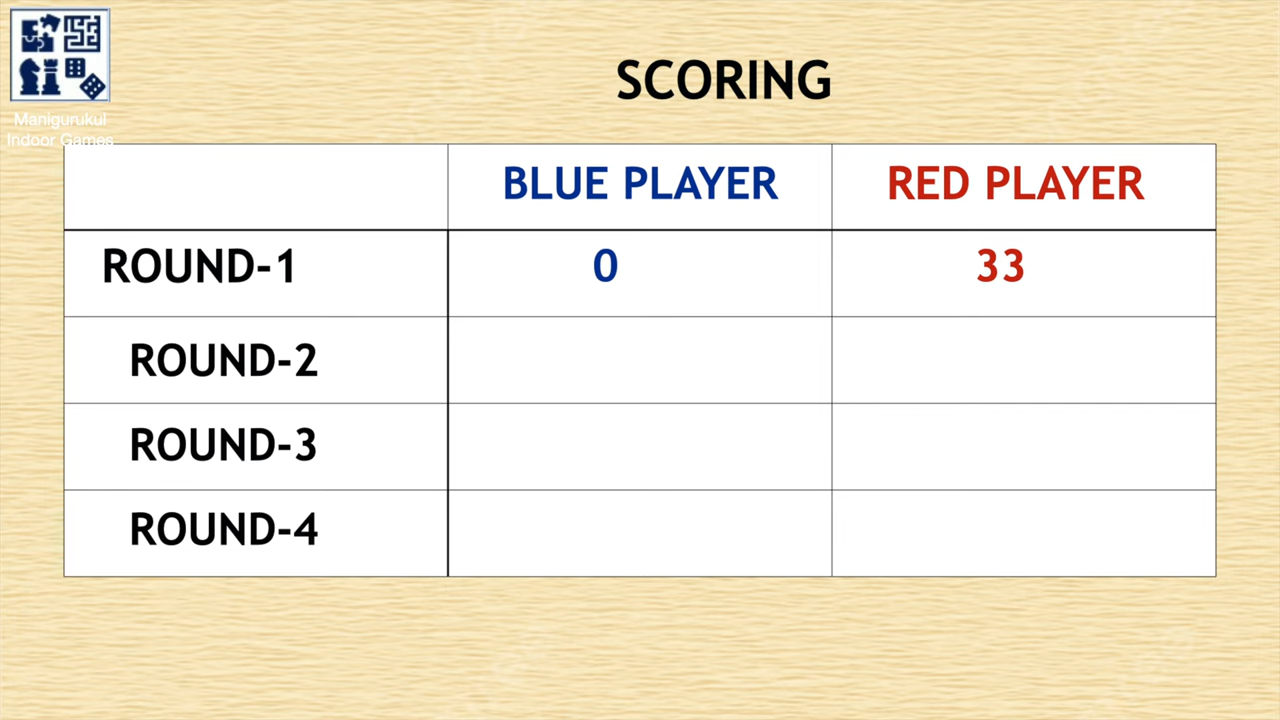 Manigurukul
Indoor Games
SCORING
BLUE PLAYER RED PLAYER
ROUND-1 0 33
ROUND-2
ROUND-3
ROUND-4